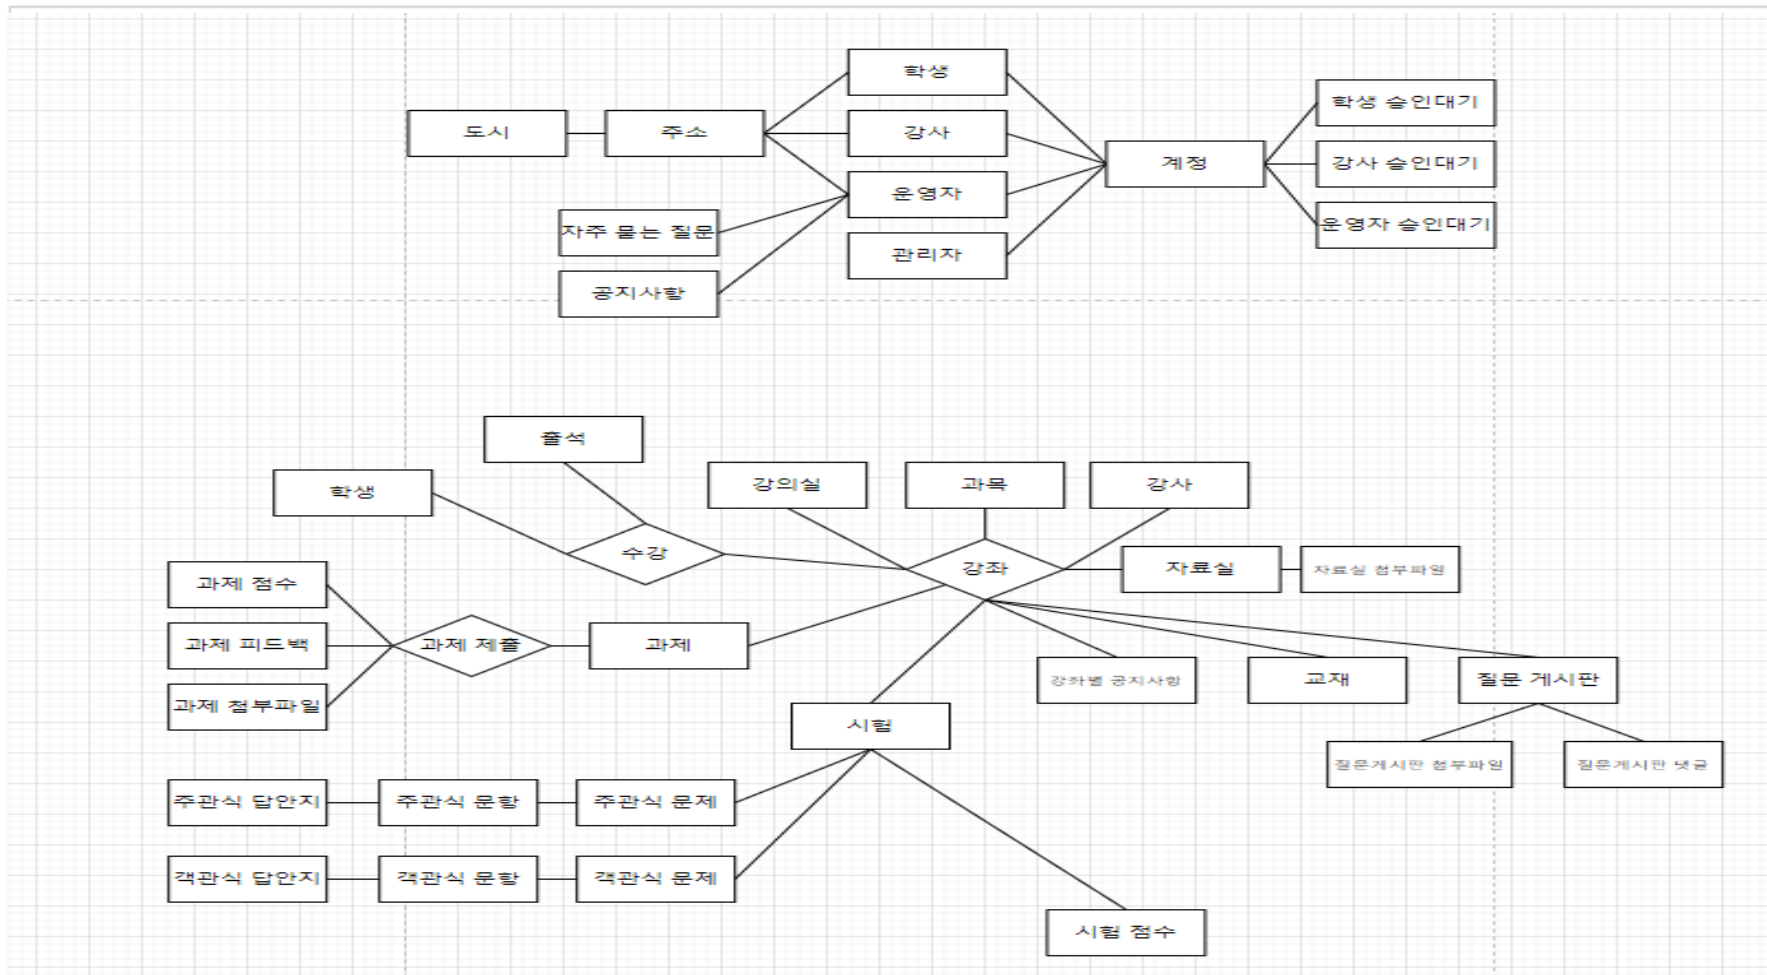 학생
도시
주소
강사
운영자
관리자
자주 묻는 질문
공지사항
계정
학생 승인대기
강사 승인대기
운영자 승인대기
출석
학생
수강
강의실
과목
강사
강좌
자료실
자료실 첨부파일
과제 점수
과제 피드백
과제 첨부파일
과제 제출
과제
강좌별 공지사항
교재
질문 게시판
질문게시판 첨부파일
질문게시판 댓글
시험
주관식 답안지
주관식 문항
주관식 문제
객관식 답안지
객관식 문항
객관식 문제
시험 점수